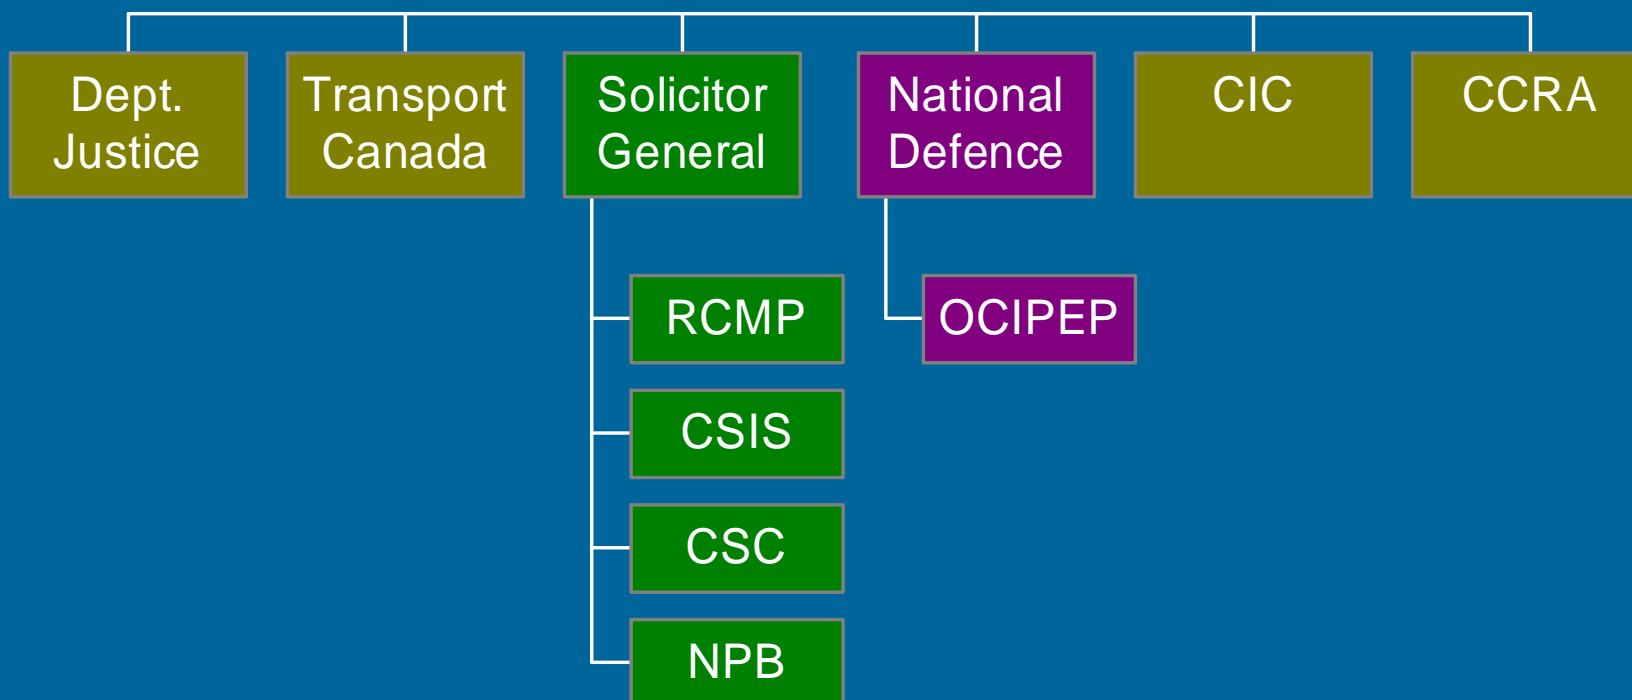 Dept.
Justice
Transport
Canada
Solicitor
General
National
Defence
CIC
CCRA
RCMP
OCIPEP
CSIS
CSC
NPB